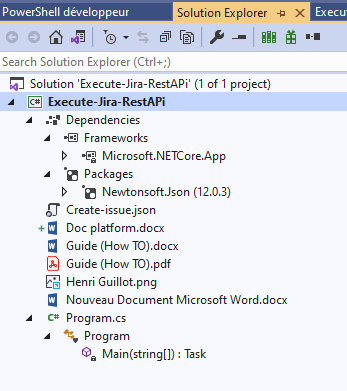 PowerShell développeur
Solution Explorer
Execut
Search Solution Explorer (Ctrl+;)
Solution 'Execute-Jira-RestAPi' (1 of 1 project)
C# Execute-Jira-RestAPi
Dependencies
Frameworks
Microsoft.NETCore.App
Packages
Newtonsoft.Json (12.0.3)
Create-issue.json
Doc platform.docx
Guide (How TO).docx
Guide (How TO).pdf
Henri Guillot.png
Nouveau Document Microsoft Word.docx
C# Program.cs
Program
Main(string[]) : Task